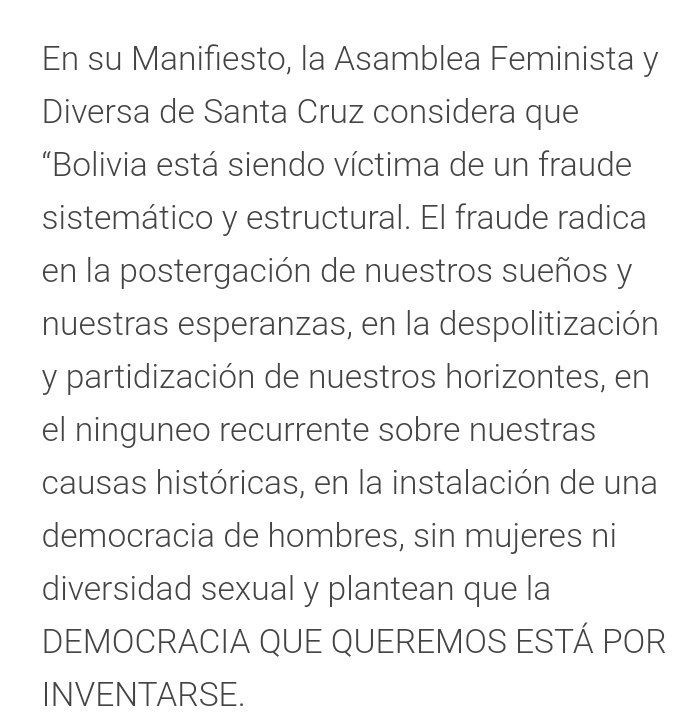 En su Manifiesto, la Asamblea Feminista y
Diversa de Santa Cruz considera que
“Bolivia está siendo víctima de un fraude
sistemático y estructural. El fraude radica
en la postergación de nuestros sueños y
nuestras esperanzas, en la despolitización
y partidización de nuestros horizontes, en
el ninguneo recurrente sobre nuestras
causas históricas, en la instalación de una
democracia de hombres, sin mujeres ni
diversidad sexual y plantean que la
DEMOCRACIA QUE QUEREMOS ESTÁ POR
INVENTARSE.